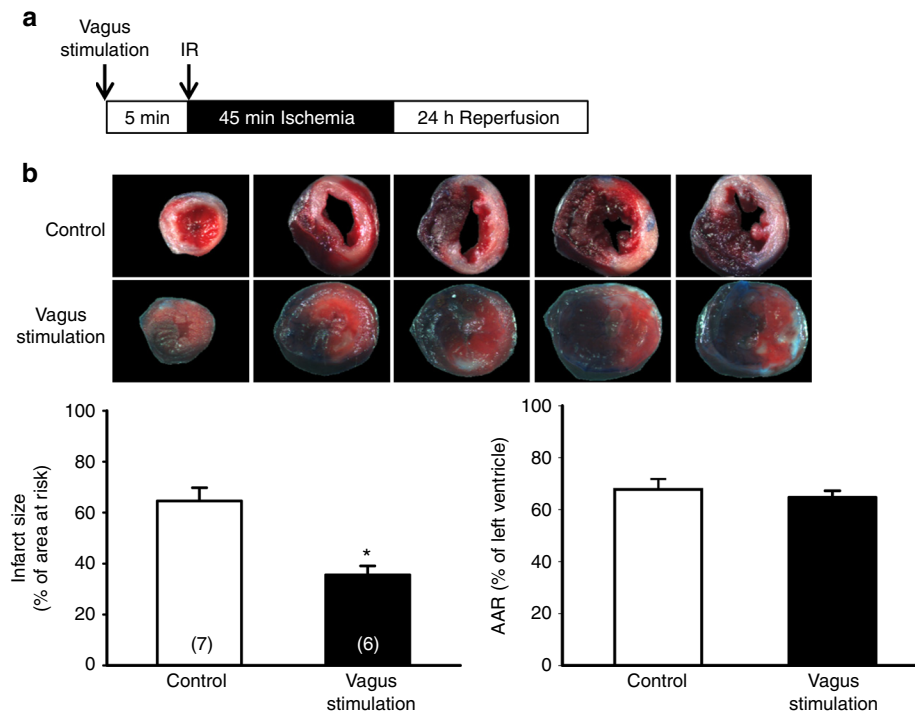 a
Vagus
stimulation
IR
5 min
45 min Ischemia
24 h Reperfusion
b
Control
Vagus
stimulation
Infarct size
(% of area at risk)
100
80
60
40
20
0
*
(7)
(6)
Control
Vagus
stimulation
AAR (% of left ventricle)
100
80
60
40
20
0
Control
Vagus
stimulation